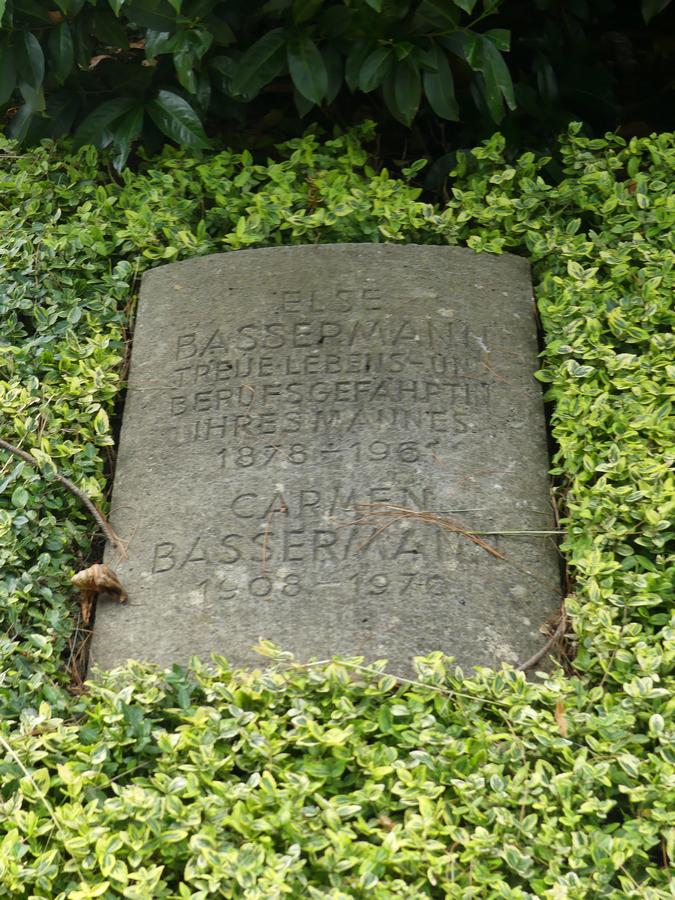 ELSE
BASSERMANN
TREUE LEBENS-UND
BERUFSGEFÄHRTIN
IHRES MANNES
1878-1961
CARMEN
BASSERMANN
1908-1970